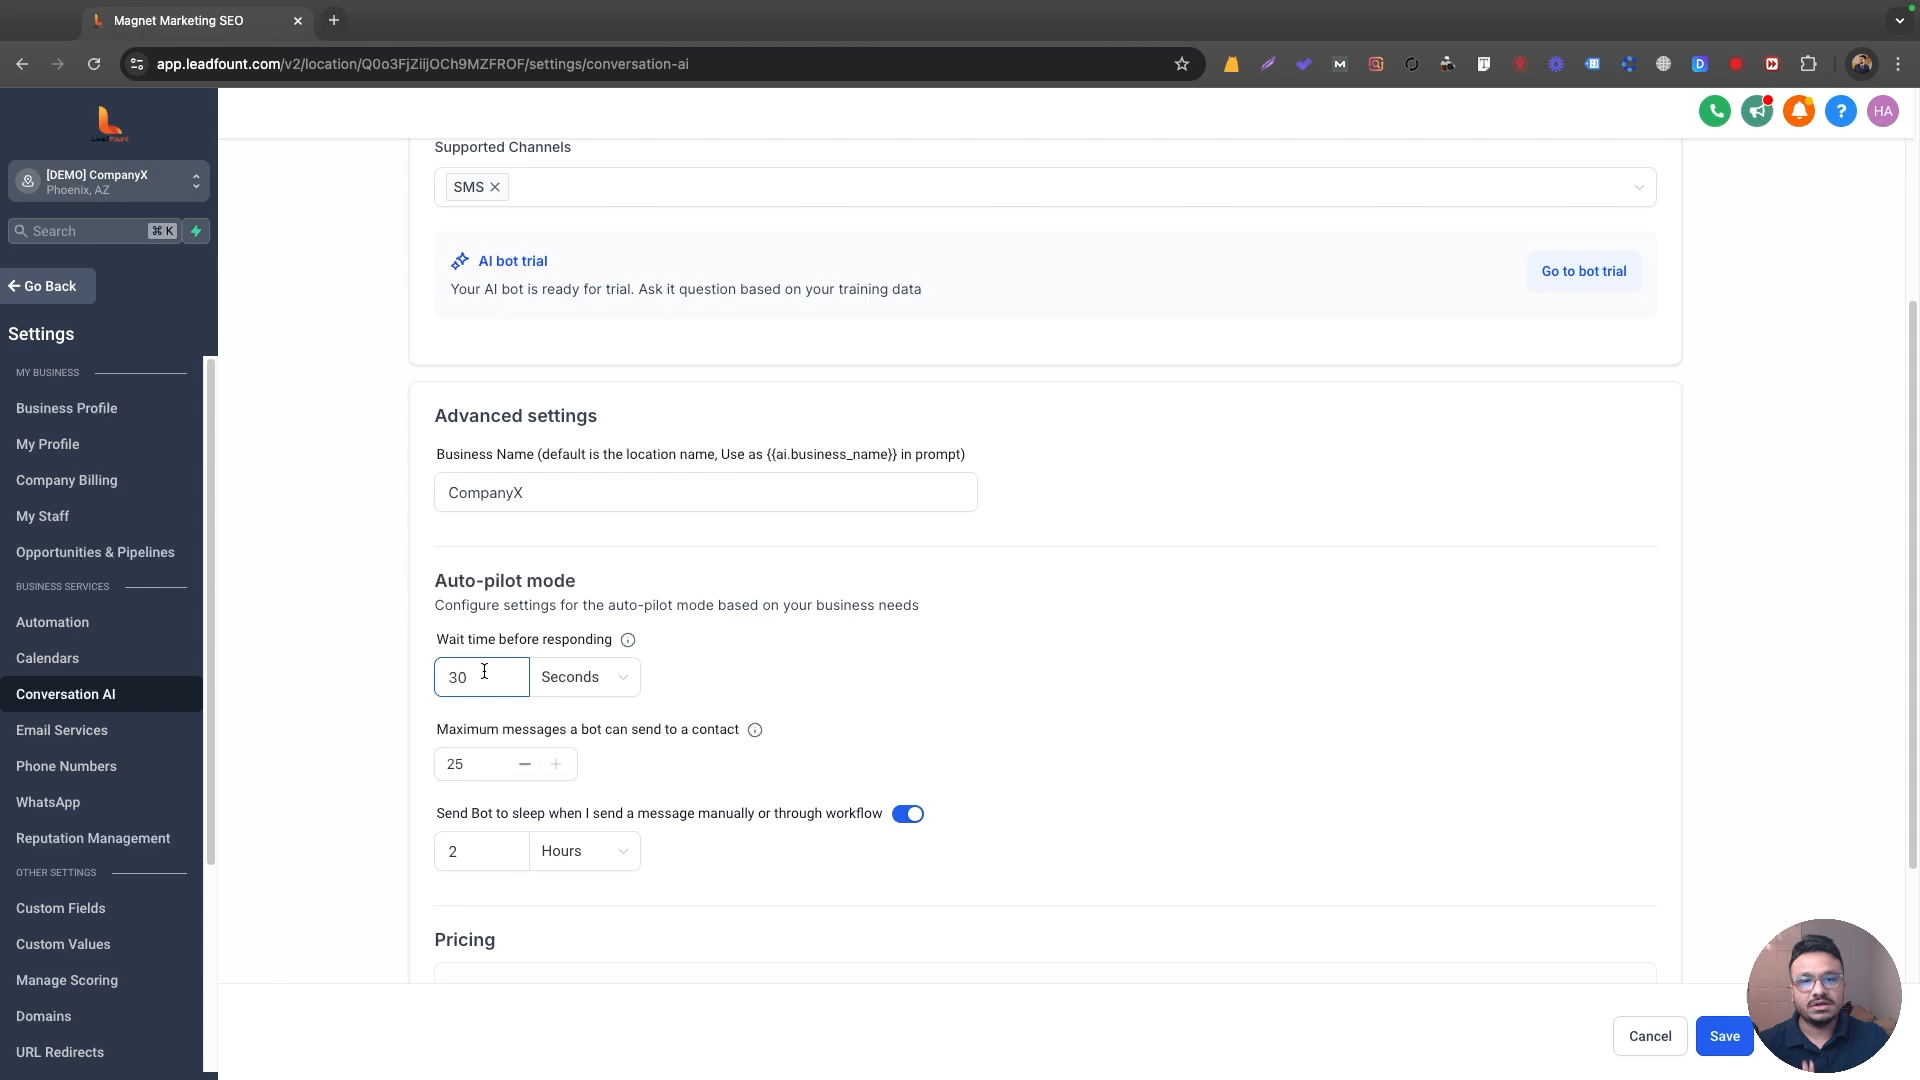 Magnet Marketing SEO
app.leadfount.com/v2/location/Q0o3FjZiijOCh9MZFROF/settings/conversation-ai
HA
LeadFount
[DEMO] CompanyX
Phoenix, AZ
Search ⌘ K
Go Back
Settings
MY BUSINESS
Business Profile
My Profile
Company Billing
My Staff
Opportunities & Pipelines
BUSINESS SERVICES
Automation
Calendars
Conversation AI
Email Services
Phone Numbers
WhatsApp
Reputation Management
OTHER SETTINGS
Custom Fields
Custom Values
Manage Scoring
Domains
URL Redirects
Supported Channels
SMS
AI bot trial
Your AI bot is ready for trial. Ask it question based on your training data
Go to bot trial
Advanced settings
Business Name (default is the location name, Use as {{ai.business_name}} in prompt)
CompanyX
Auto-pilot mode
Configure settings for the auto-pilot mode based on your business needs
Wait time before responding
30 Seconds
Maximum messages a bot can send to a contact
25
Send Bot to sleep when I send a message manually or through workflow
2 Hours
Pricing
Cancel
Save